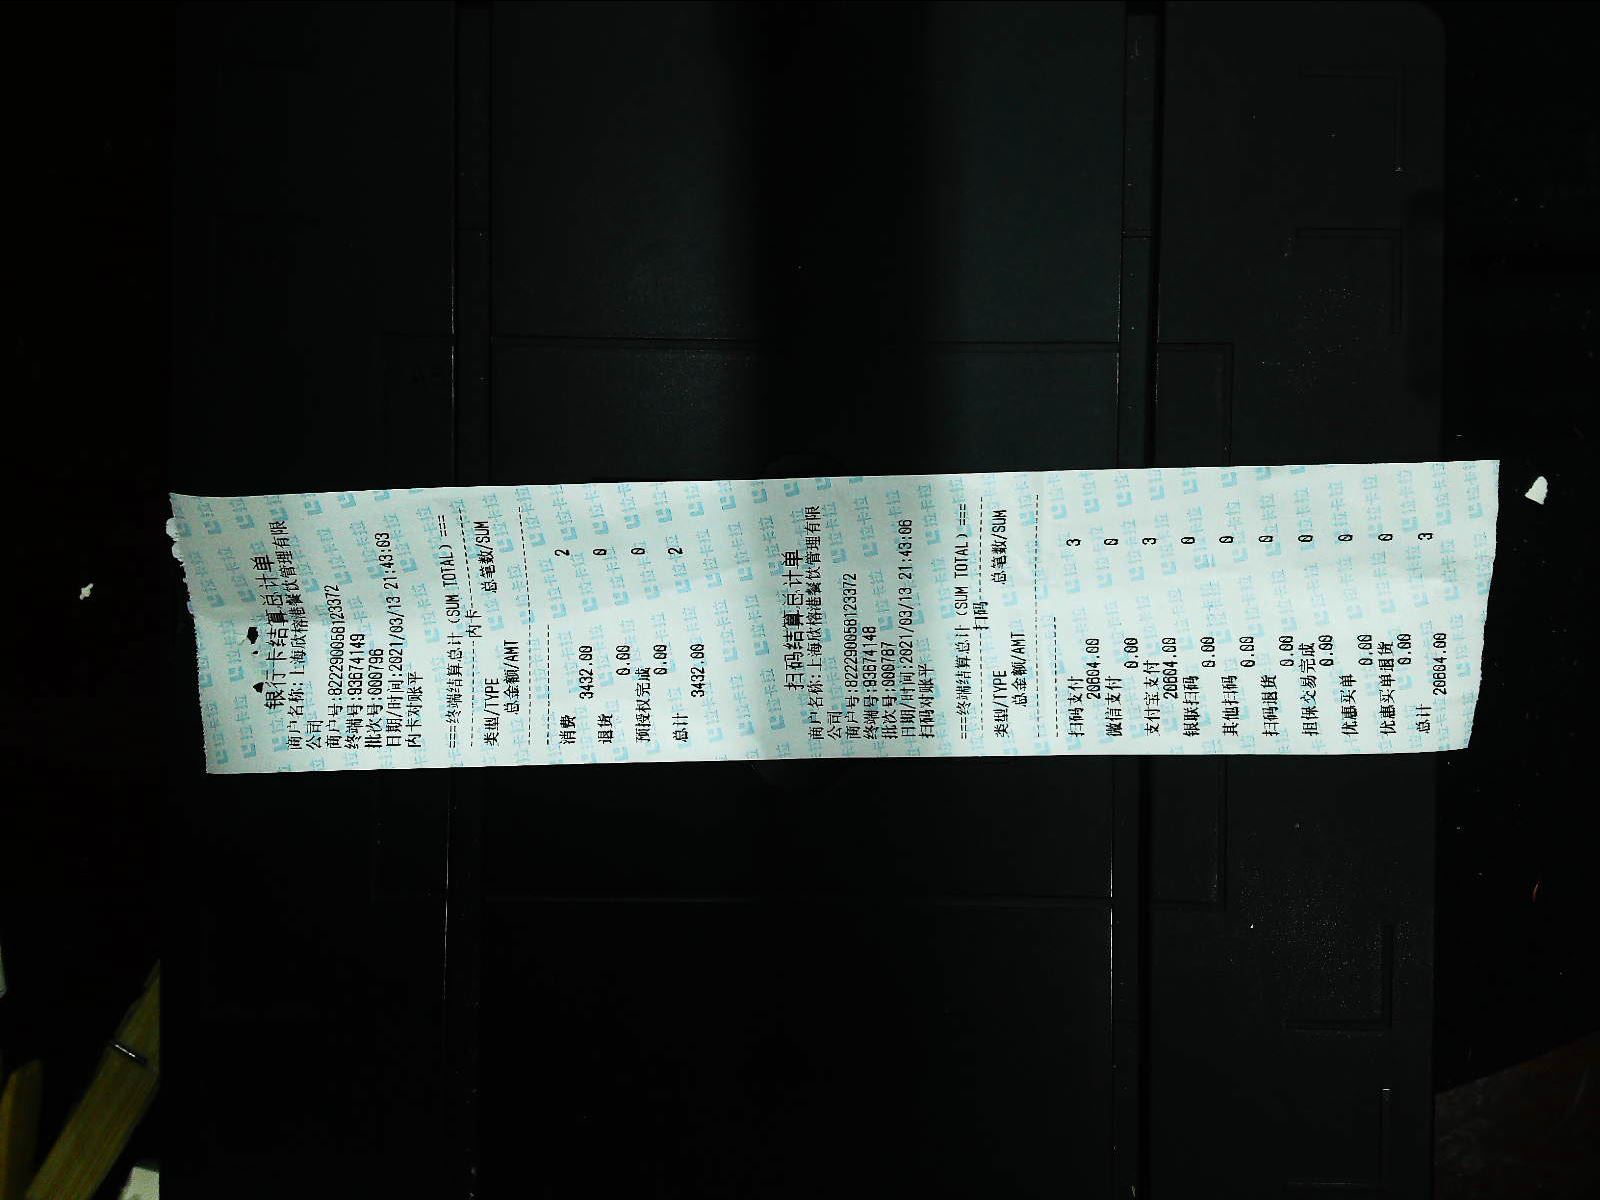 银行卡结算总计单
商户名称:上海欣榕港餐饮管理有限
公司
商户号:822290058123372
终端号:93674149
批次号:000796
日期/时间:2021/03/13 21:43:03
内卡对账平
===终端结算总计(SUM TOTAL)===
内卡
类型/TYPE 总笔数/SUM
总金额/AMT
消费 2
3432.00
退货 0
0.00
预授权完成 0
0.00
总计 2
3432.00
扫码结算总计单
商户名称:上海欣榕港餐饮管理有限
公司
商户号:822290058123372
终端号:93674148
批次号:000787
日期/时间:2021/03/13 21:43:06
扫码对账平
===终端结算总计(SUM TOTAL)===
扫码
类型/TYPE 总笔数/SUM
总金额/AMT
扫码支付 3
20604.00
微信支付 0
0.00
支付宝支付 3
20604.00
银联扫码 0
0.00
其他扫码 0
0.00
扫码退货 0
0.00
担保交易完成 0
0.00
优惠买单 0
0.00
优惠买单退货 0
0.00
总计 3
20604.00